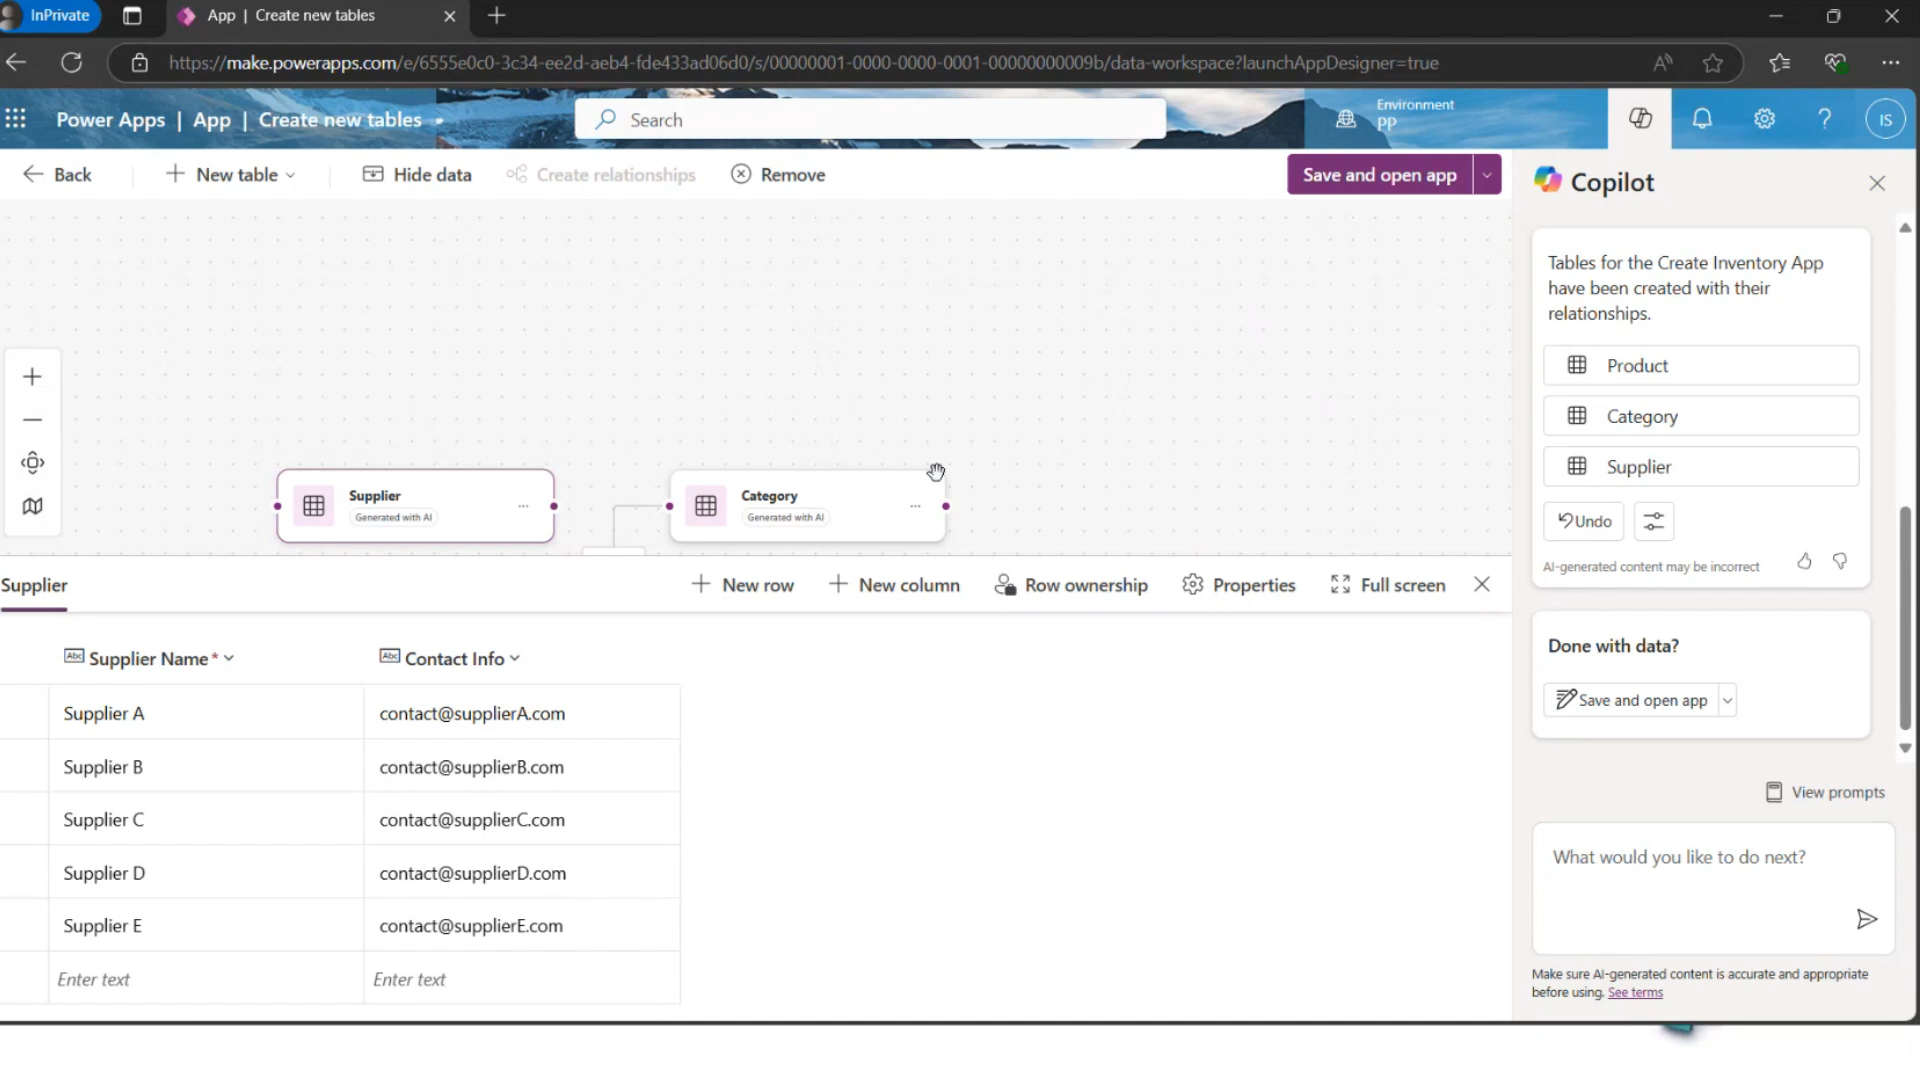 InPrivate
App | Create new tables
https://make.powerapps.com/e/6555e0c0-3c34-ee2d-aeb4-fde433ad06d0/s/00000001-0000-0000-0001-00000000009b/data-workspace?launchAppDesigner=true
Power Apps | App | Create new tables
Search
Environment
PP
IS
Back
New table
Hide data
Create relationships
Remove
Save and open app
Copilot
Tables for the Create Inventory App
have been created with their
relationships.
Product
Category
Supplier
Undo
AI-generated content may be incorrect
Done with data?
Save and open app
View prompts
What would you like to do next?
Make sure AI-generated content is accurate and appropriate
before using. See terms
Supplier
Generated with AI
Category
Generated with AI
Supplier
New row
New column
Row ownership
Properties
Full screen
Abc Supplier Name*
Abc Contact Info
Supplier A
contact@supplierA.com
Supplier B
contact@supplierB.com
Supplier C
contact@supplierC.com
Supplier D
contact@supplierD.com
Supplier E
contact@supplierE.com
Enter text
Enter text